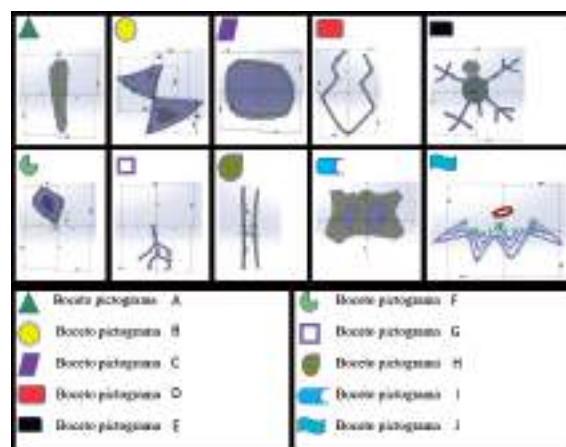 Boceto pictograma A
Boceto pictograma B
Boceto pictograma C
Boceto pictograma D
Boceto pictograma E
Boceto pictograma F
Boceto pictograma G
Boceto pictograma H
Boceto pictograma I
Boceto pictograma J